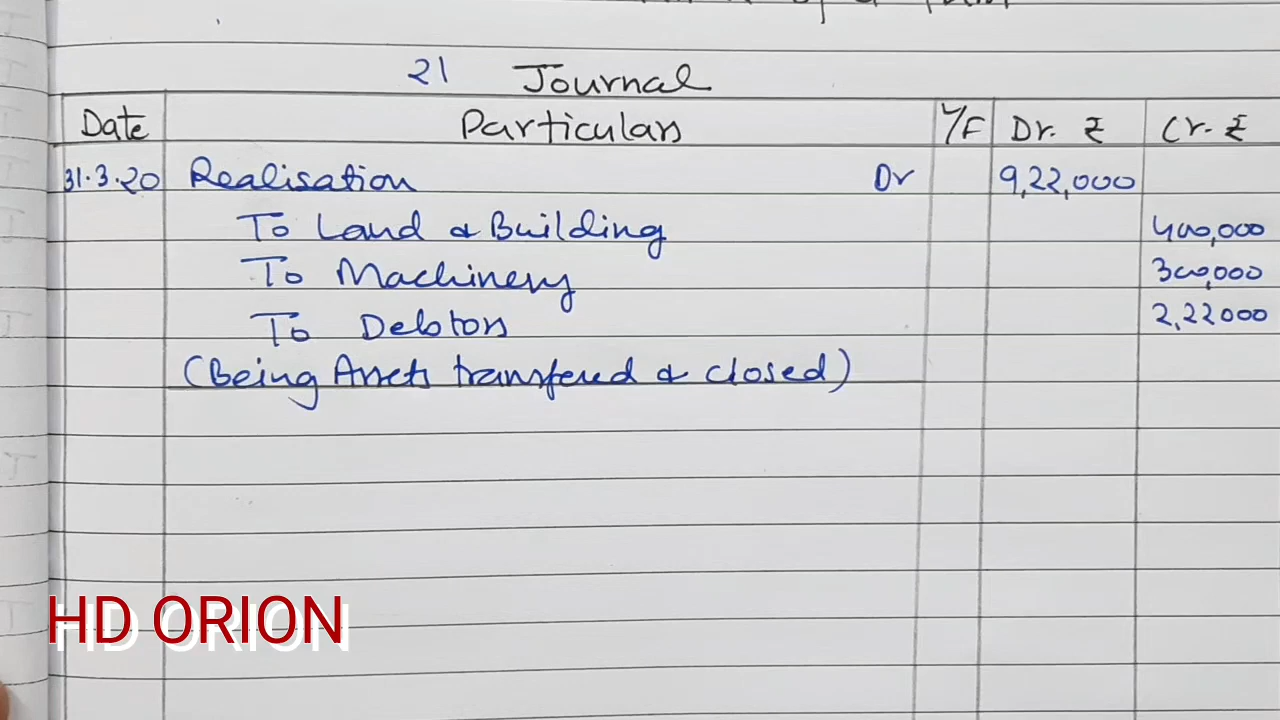 21 Journal
Date Particulars Y/F Dr. ₹ Cr. ₹
31.3.20 Realisation Dr 9,22,000
To Land & Building 400,000
To Machinery 300,000
To Debtors 2,22000
(Being Assets transfered & closed)
HD ORION